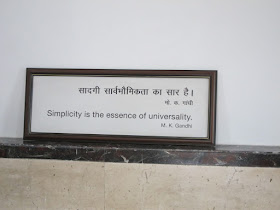 सादगी सार्वभौमिकता का सार है।
मो. क. गांधी
Simplicity is the essence of universality.
M. K. Gandhi